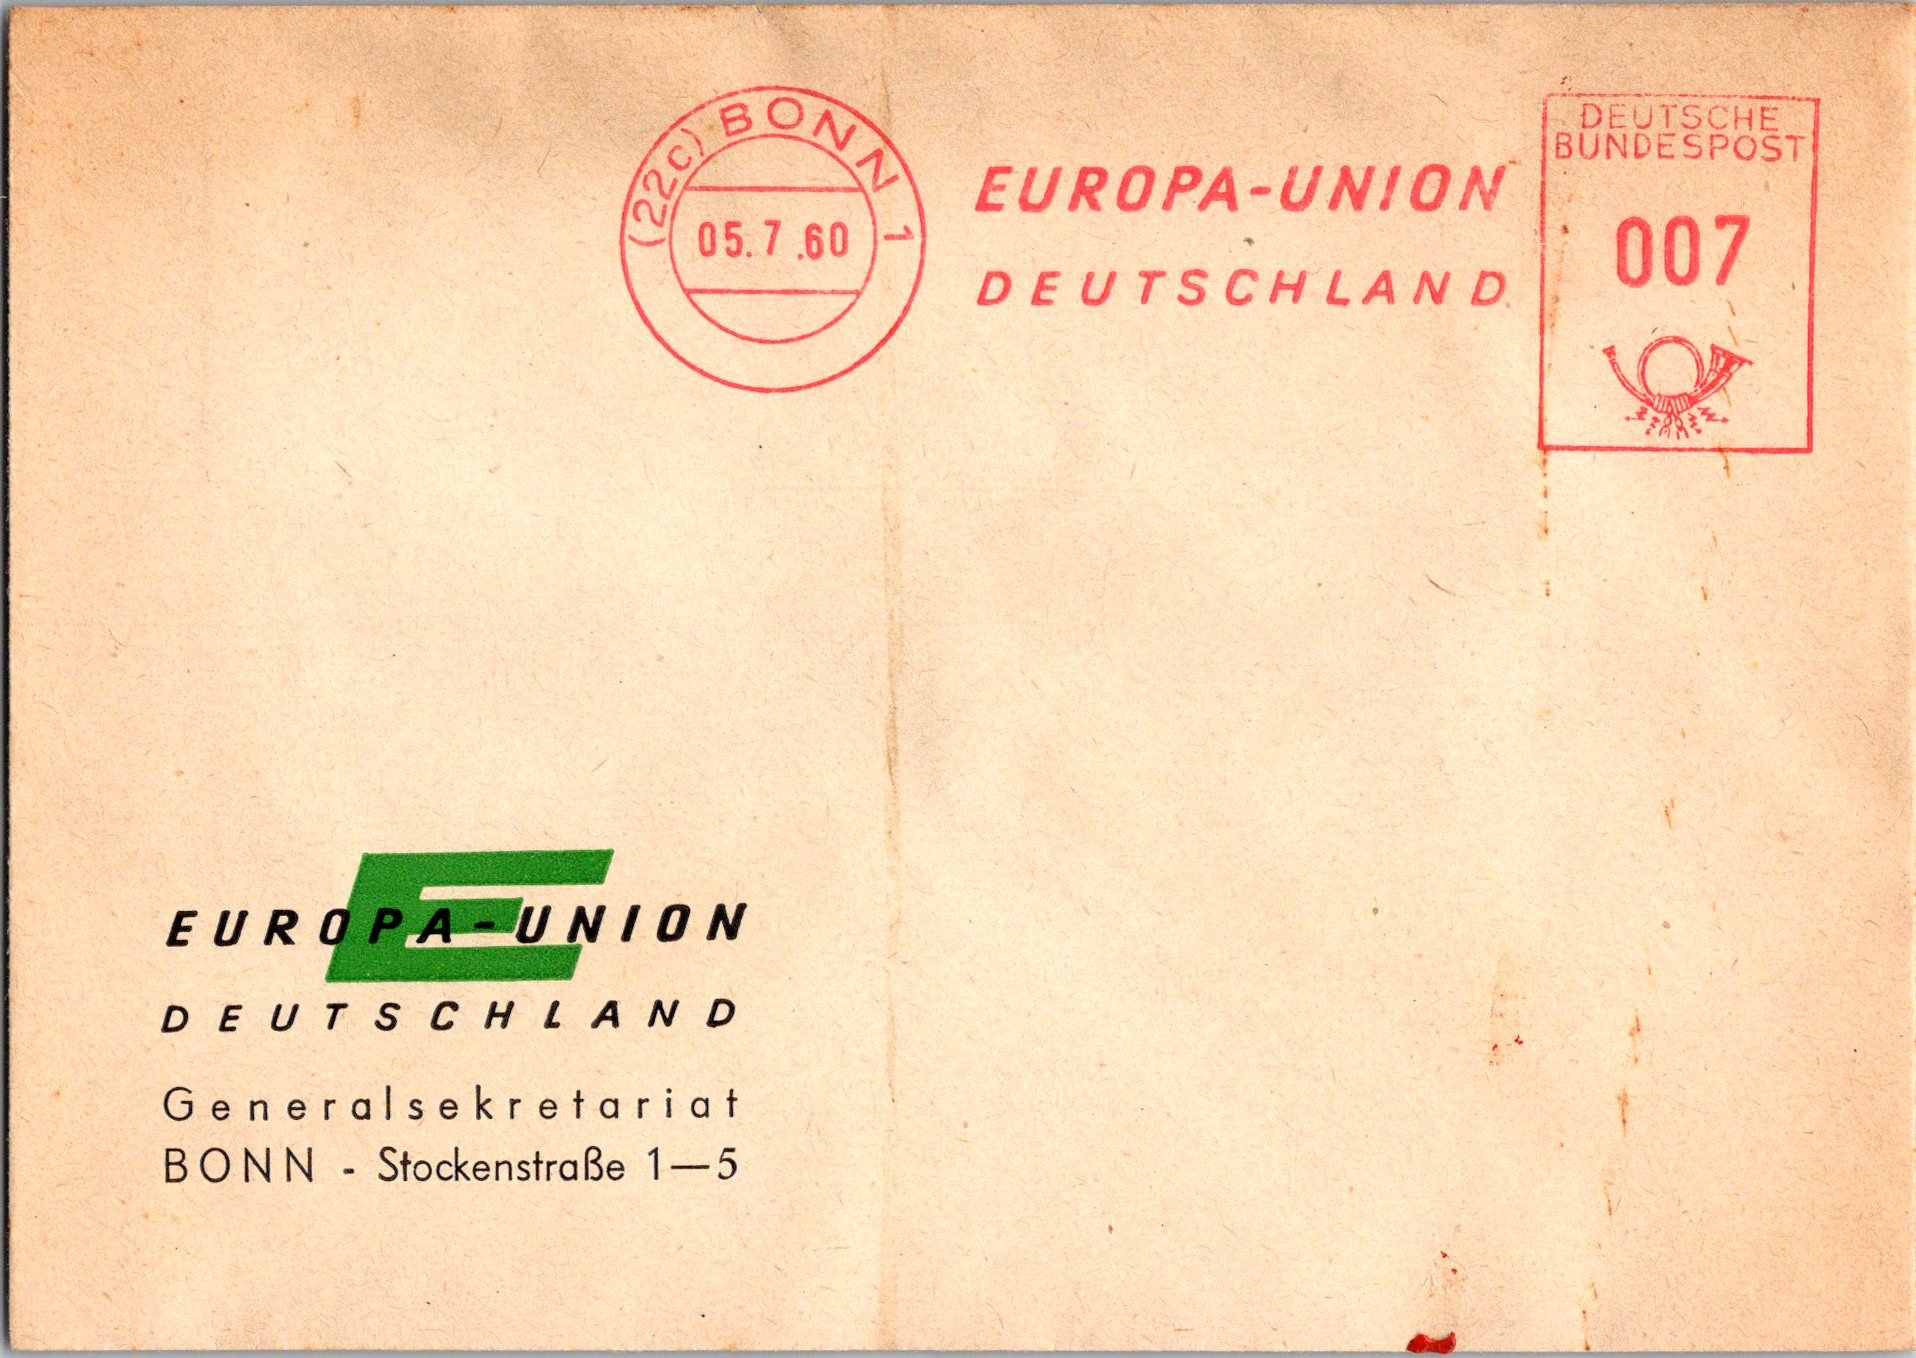 (22c) BONN 1
05.7.60
EUROPA-UNION
DEUTSCHLAND
DEUTSCHE
BUNDESPOST
007
E
EUROPA-UNION
DEUTSCHLAND
Generalsekretariat
BONN - Stockenstraße 1—5